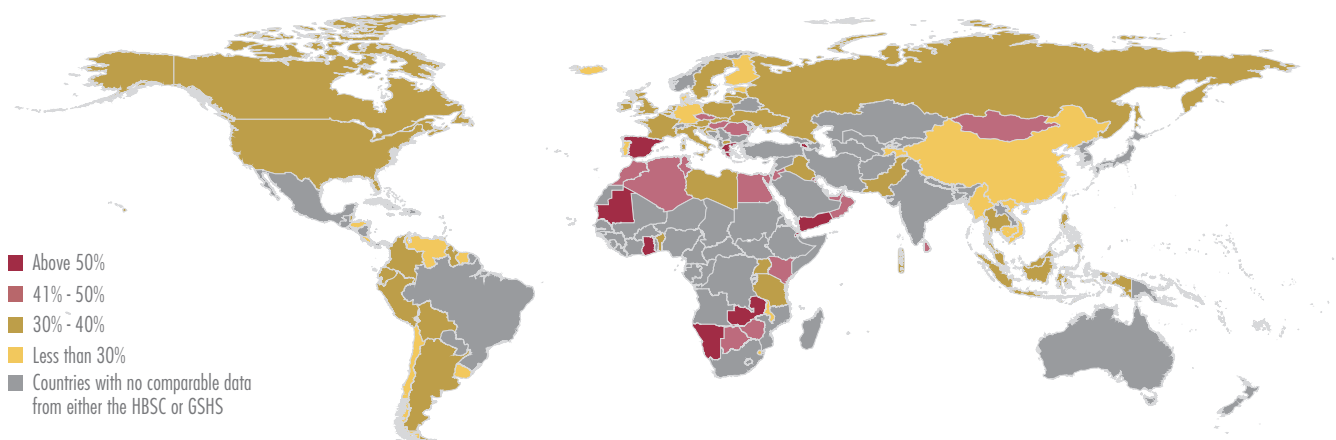 Above 50%
41% - 50%
30% - 40%
Less than 30%
Countries with no comparable data
from either the HBSC or GSHS